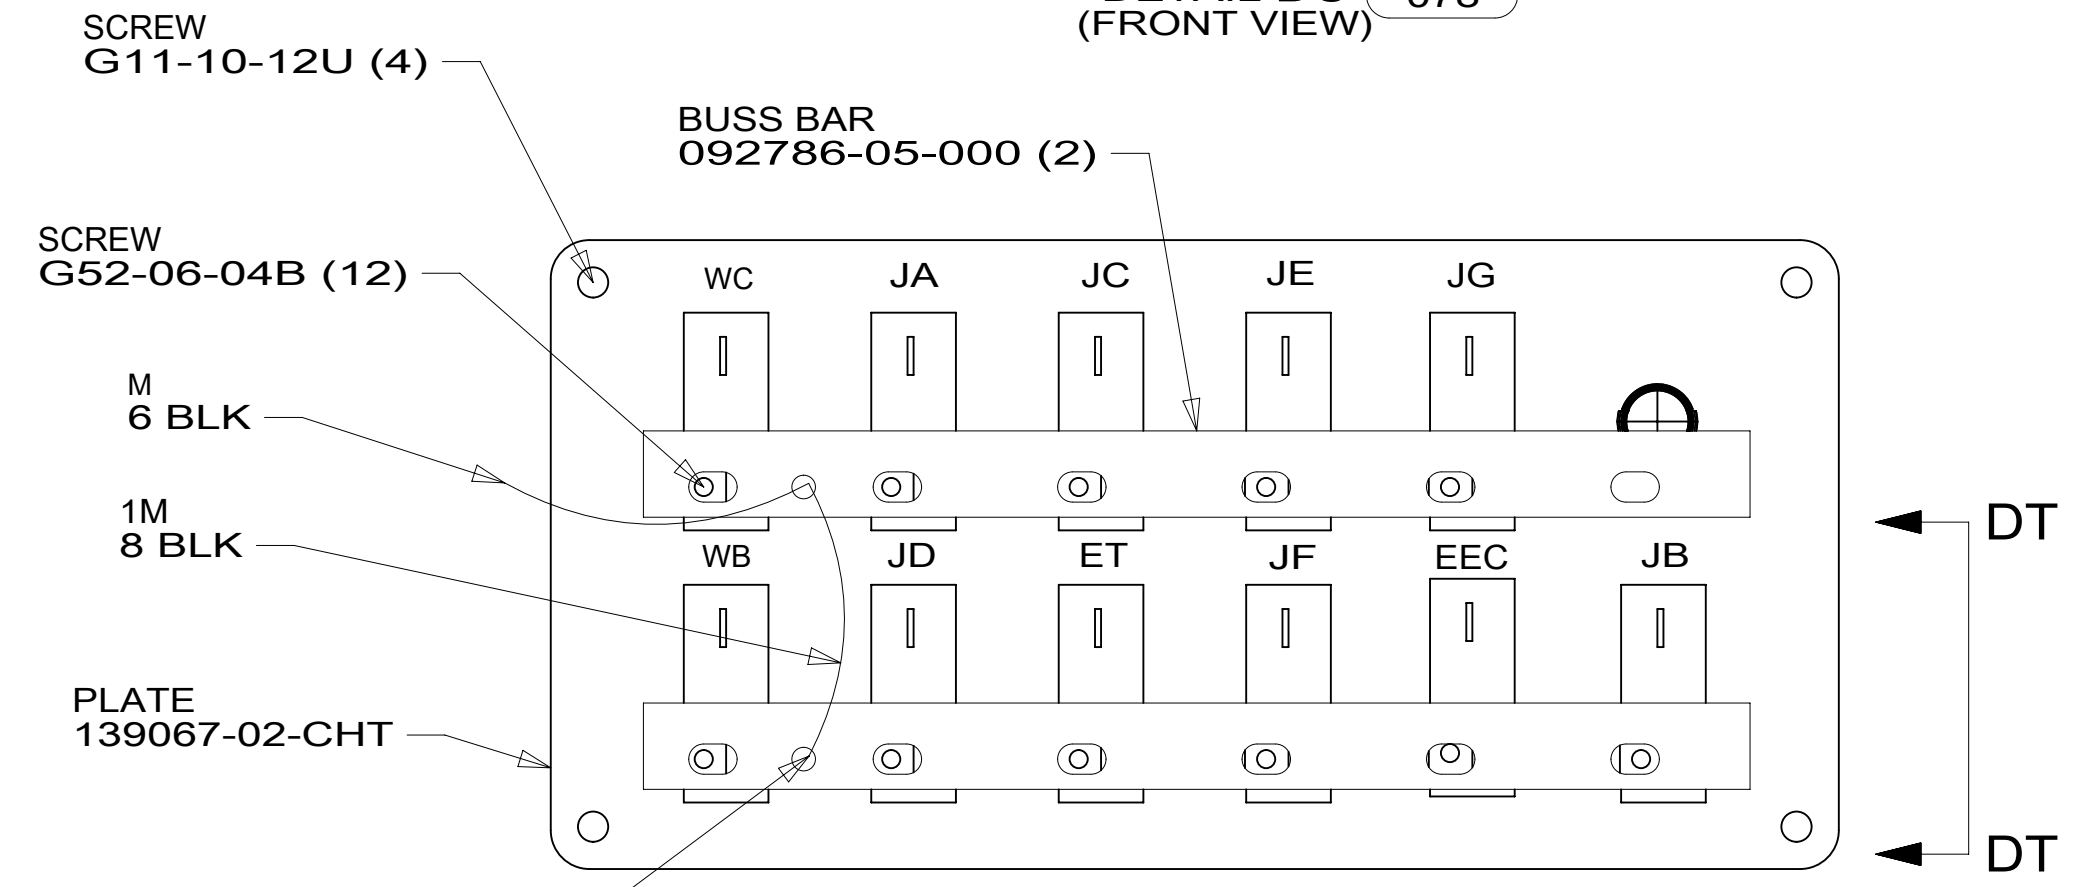 (FRONT VIEW)
SCREW
G11-10-12U (4)
BUSS BAR
092786-05-000 (2)
SCREW
G52-06-04B (12)
WC JA JC JE JG
M
6 BLK
1M
8 BLK
DT
WB JD ET JF EEC JB
PLATE
139067-02-CHT
DT